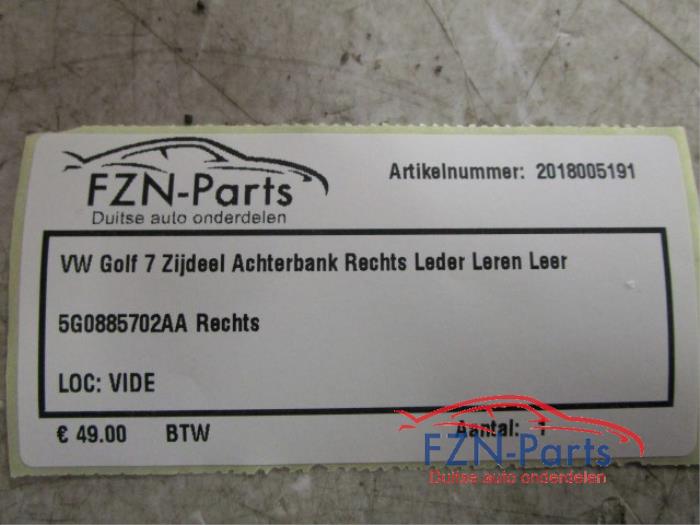 FZN-Parts
Duitse auto onderdelen
Artikelnummer: 2018005191
VW Golf 7 Zijdeel Achterbank Rechts Leder Leren Leer
5G0885702AA Rechts
LOC: VIDE
€ 49.00 BTW Aantal: 1
FZN-Parts
Duitse auto onderdelen